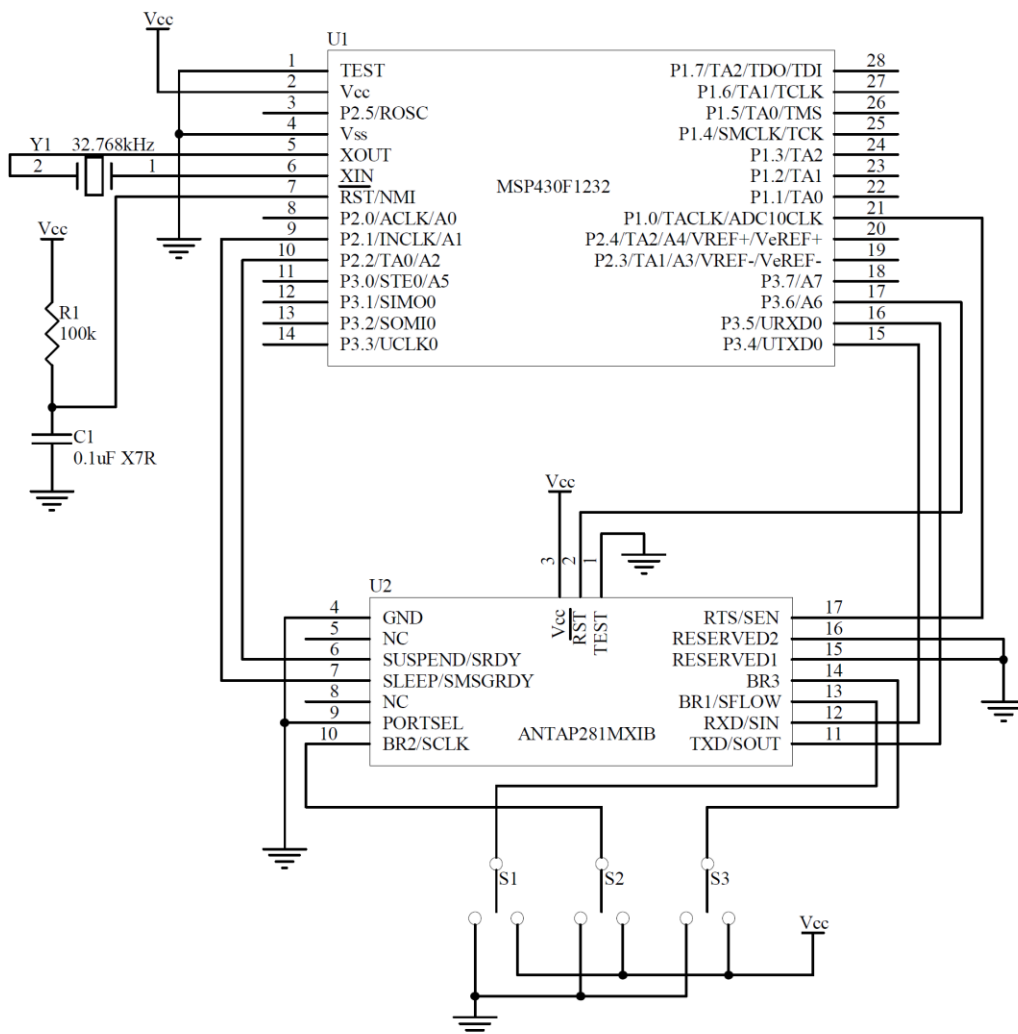 Vcc
U1
1 TEST
2 Vcc
3 P2.5/ROSC
4 Vss
5 XOUT
6 XIN
7 RST/NMI
8 P2.0/ACLK/A0
9 P2.1/INCLK/A1
10 P2.2/TA0/A2
11 P3.0/STE0/A5
12 P3.1/SIMO0
13 P3.2/SOMI0
14 P3.3/UCLK0
MSP430F1232
P1.7/TA2/TDO/TDI 28
P1.6/TA1/TCLK 27
P1.5/TA0/TMS 26
P1.4/SMCLK/TCK 25
P1.3/TA2 24
P1.2/TA1 23
P1.1/TA0 22
P1.0/TACLK/ADC10CLK 21
P2.4/TA2/A4/VREF+/VeREF+ 20
P2.3/TA1/A3/VREF-/VeREF- 19
P3.7/A7 18
P3.6/A6 17
P3.5/URXD0 16
P3.4/UTXD0 15
Y1 32.768kHz
2 1
Vcc
R1
100k
C1
0.1uF X7R
Vcc
3 2 1
U2
Vcc RST TEST
4 GND
5 NC
6 SUSPEND/SRDY
7 SLEEP/SMSGRDY
8 NC
9 PORTSEL
10 BR2/SCLK
ANTAP281MXIB
RTS/SEN 17
RESERVED2 16
RESERVED1 15
BR3 14
BR1/SFLOW 13
RXD/SIN 12
TXD/SOUT 11
S1 S2 S3
Vcc